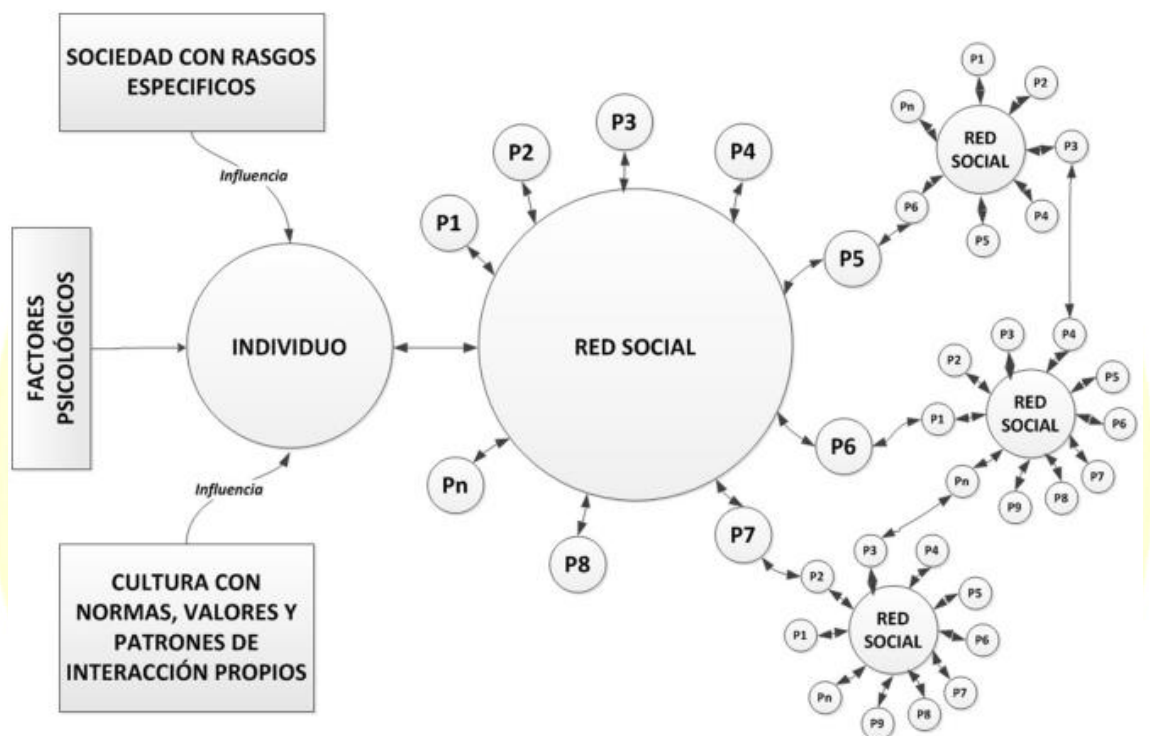 SOCIEDAD CON RASGOS
ESPECIFICOS
Influencia
FACTORES
PSICOLÓGICOS
INDIVIDUO
Influencia
CULTURA CON
NORMAS, VALORES Y
PATRONES DE
INTERACCIÓN PROPIOS
RED SOCIAL
P1
P2
P3
P4
P5
P6
P7
P8
Pn
RED
SOCIAL
P1
P2
P3
P4
P5
P6
Pn
RED
SOCIAL
P1
P2
P3
P4
P5
P6
P7
P8
P9
Pn
RED
SOCIAL
P1
P2
P3
P4
P5
P6
P7
P8
P9
Pn